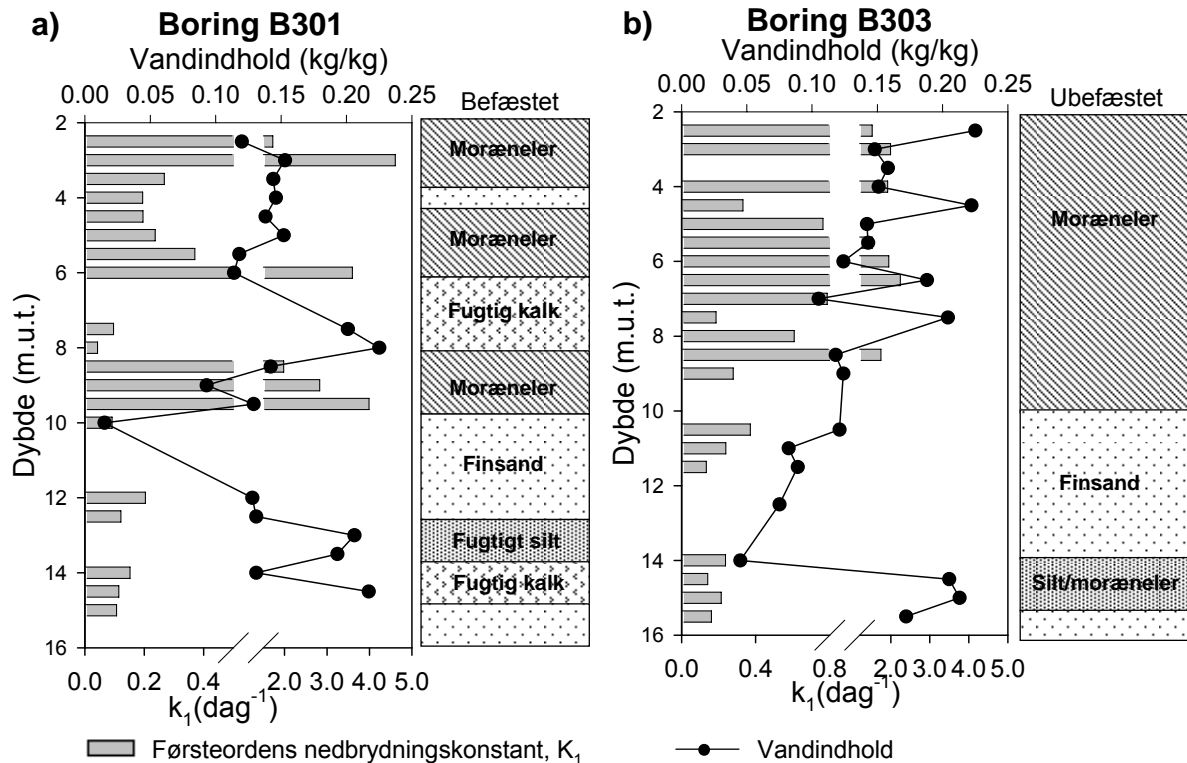 a)
Boring B301
Vandindhold (kg/kg)
0.00 0.05 0.10 0.15 0.20 0.25
Befæstet
2
4
6
8
10
12
14
16
Dybde (m.u.t.)
Moræneler
Moræneler
Fugtig kalk
Moræneler
Finsand
Fugtigt silt
Fugtig kalk
0.0 0.2 0.4 2.0 3.0 4.0 5.0
k1(dag-1)
b)
Boring B303
Vandindhold (kg/kg)
0.00 0.05 0.10 0.15 0.20 0.25
Ubefæstet
2
4
6
8
10
12
14
16
Dybde (m.u.t.)
Moræneler
Finsand
Silt/moræneler
0.0 0.4 0.8 2.0 3.0 4.0 5.0
k1(dag-1)
Førsteordens nedbrydningskonstant, K1
Vandindhold